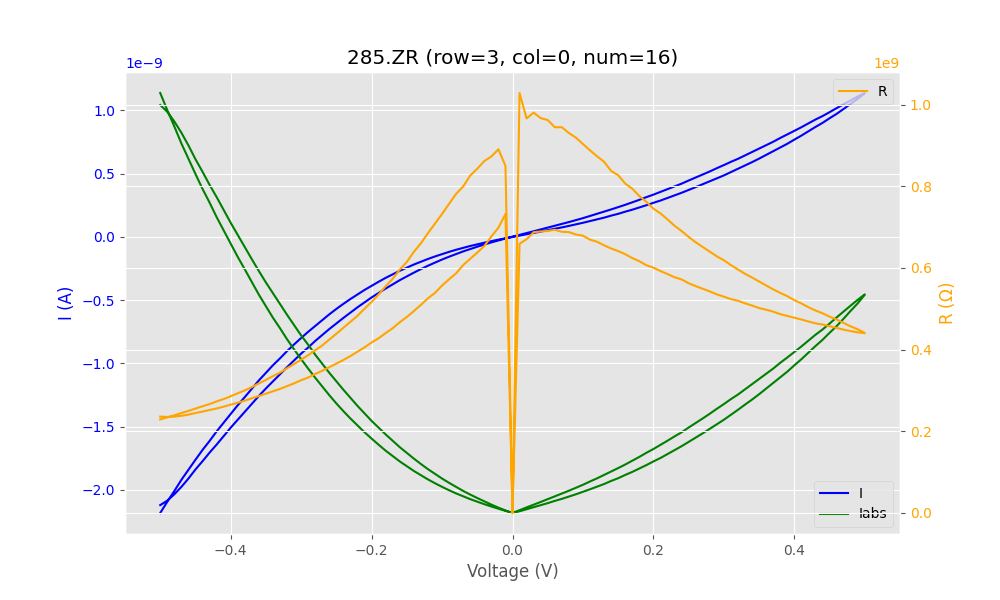 285.ZR (row=3, col=0, num=16)
1e−9
1e9
R
1.0
0.5
0.0
−0.5
−1.0
−1.5
−2.0
I (A)
1.0
0.8
0.6
0.4
0.2
0.0
R (Ω)
I
Iabs
−0.4
−0.2
0.0
0.2
0.4
Voltage (V)